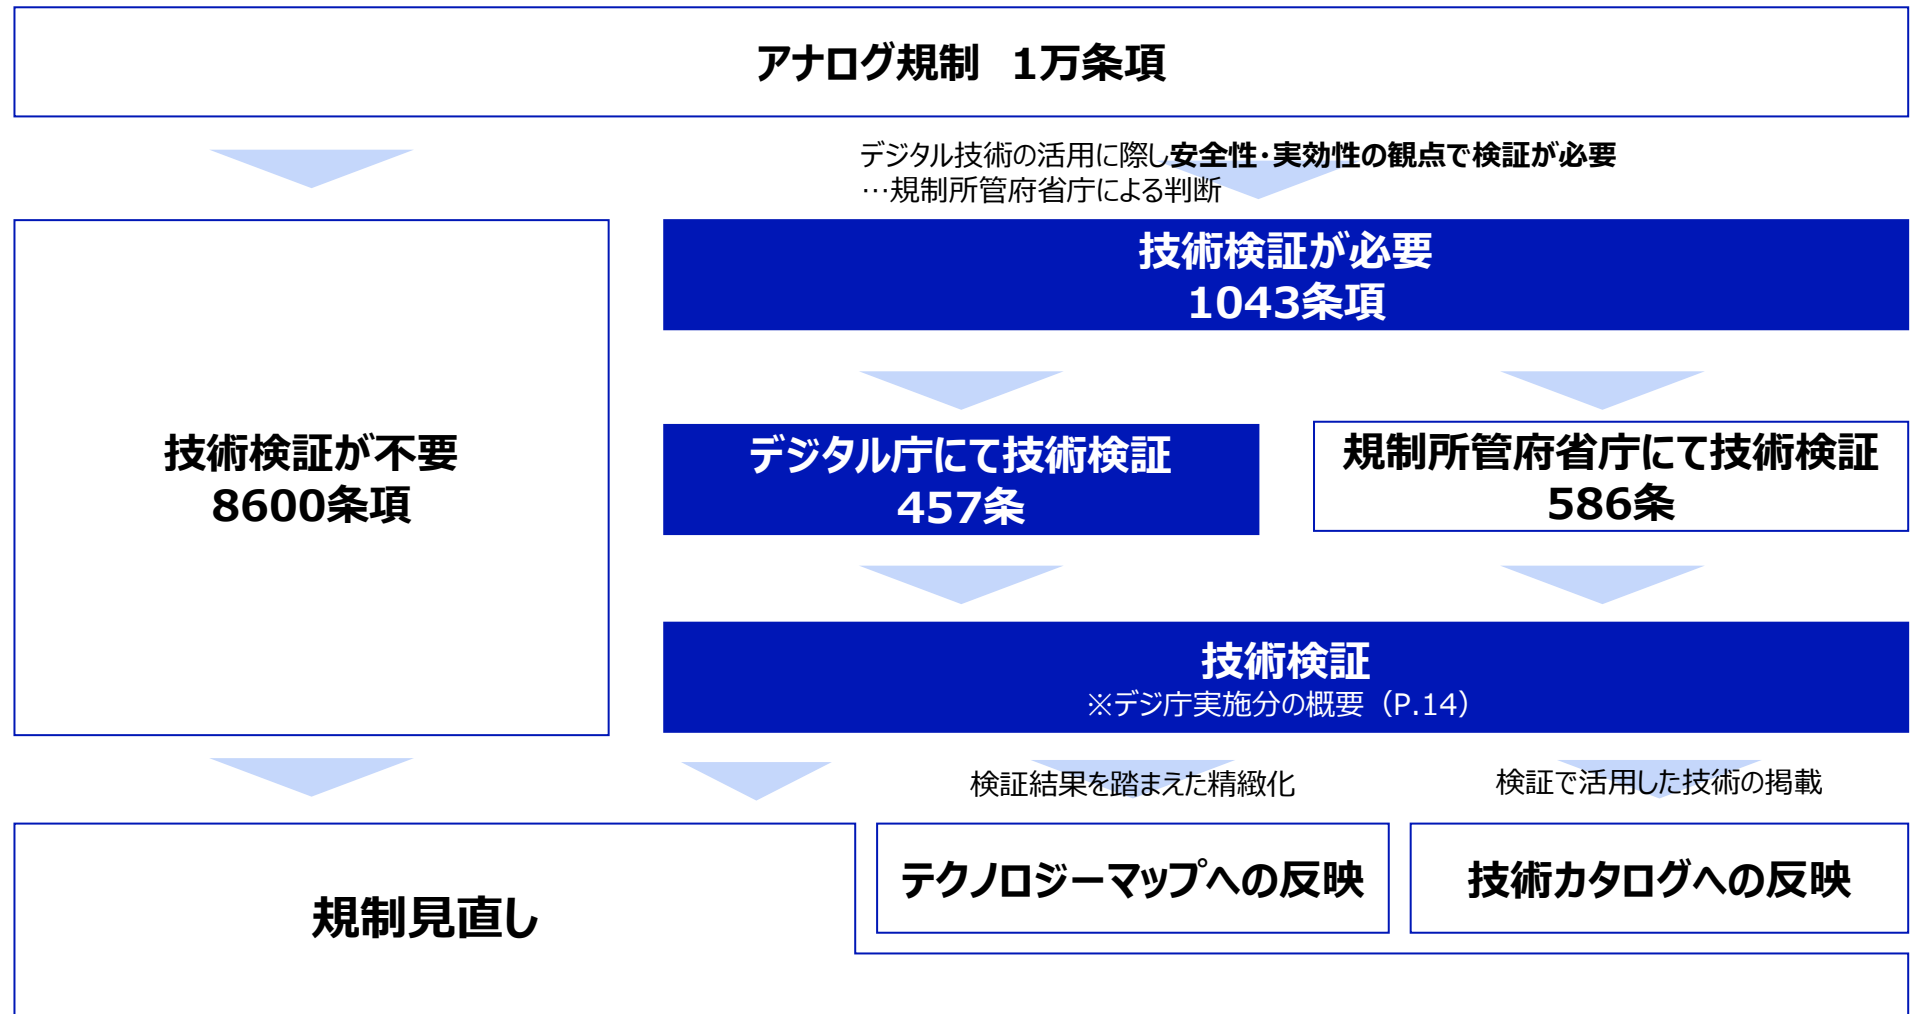 アナログ規制　1万条項
デジタル技術の活用に際し安全性・実効性の観点で検証が必要
…規制所管府省庁による判断
技術検証が必要
1043条項
技術検証が不要
8600条項
デジタル庁にて技術検証
457条
規制所管府省庁にて技術検証
586条
技術検証
※デジ庁実施分の概要（P.14）
検証結果を踏まえた精緻化
検証で活用した技術の掲載
テクノロジーマップへの反映
技術カタログへの反映
規制見直し